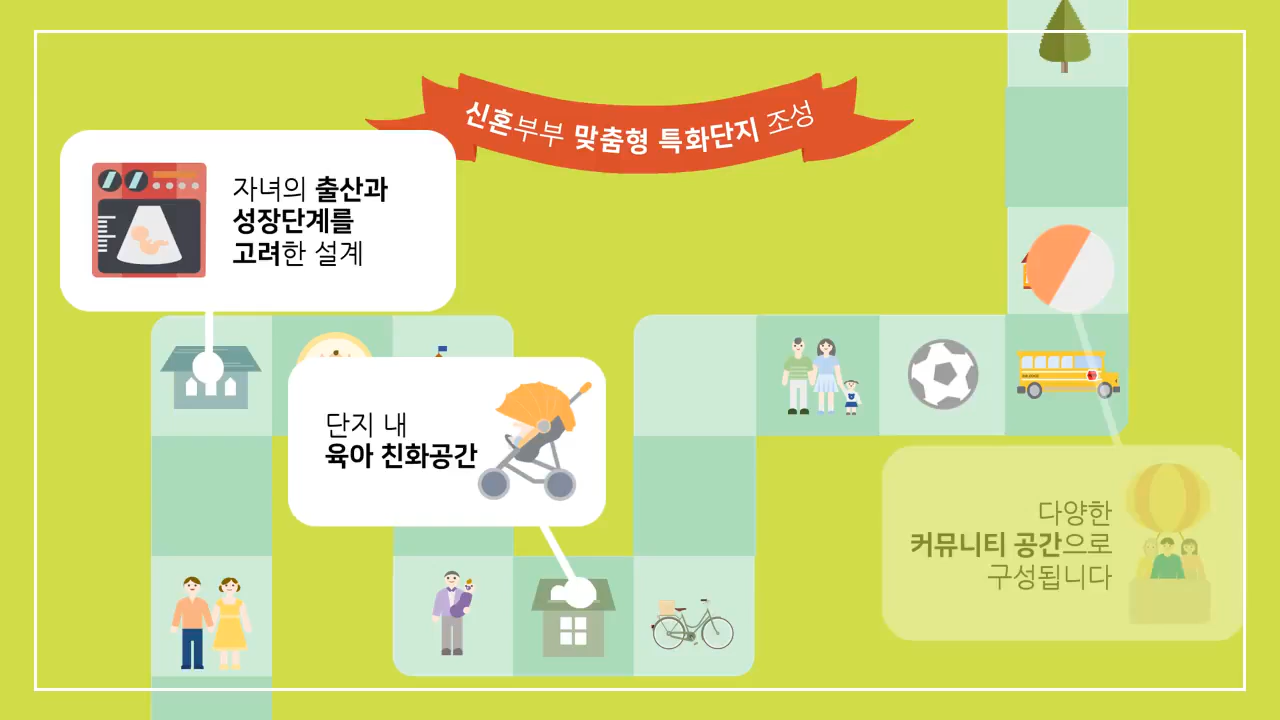 신혼부부 맞춤형 특화단지 조성
자녀의 출산과
성장단계를
고려한 설계
단지 내
육아 친화공간
다양한
커뮤니티 공간으로
구성됩니다